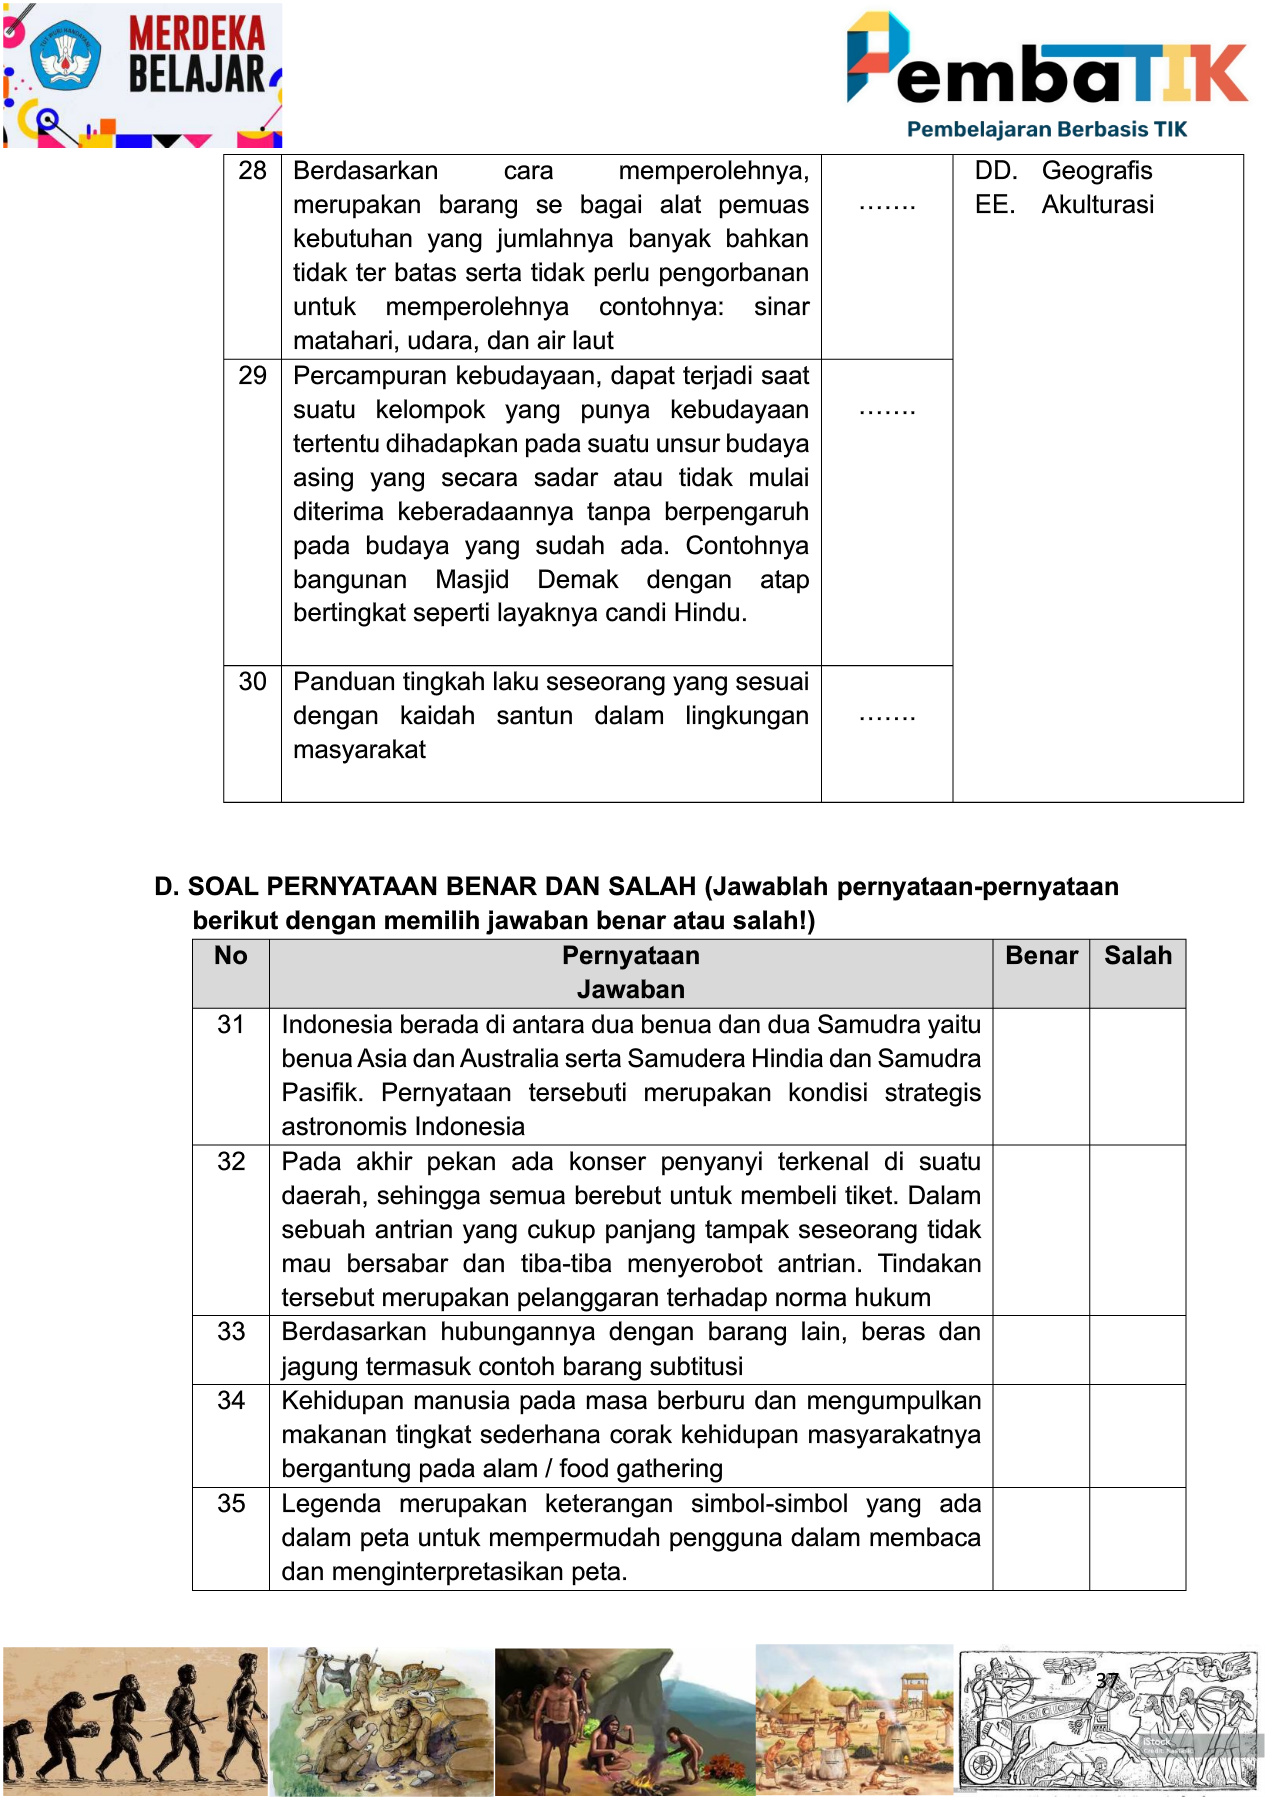 MERDEKA
BELAJAR
TUT WURI HANDAYANI
PembaTIK
Pembelajaran Berbasis TIK
28 Berdasarkan cara memperolehnya, ……. DD. Geografis
merupakan barang se bagai alat pemuas EE. Akulturasi
kebutuhan yang jumlahnya banyak bahkan
tidak ter batas serta tidak perlu pengorbanan
untuk memperolehnya contohnya: sinar
matahari, udara, dan air laut
29 Percampuran kebudayaan, dapat terjadi saat
suatu kelompok yang punya kebudayaan …….
tertentu dihadapkan pada suatu unsur budaya
asing yang secara sadar atau tidak mulai
diterima keberadaannya tanpa berpengaruh
pada budaya yang sudah ada. Contohnya
bangunan Masjid Demak dengan atap
bertingkat seperti layaknya candi Hindu.
30 Panduan tingkah laku seseorang yang sesuai
dengan kaidah santun dalam lingkungan …….
masyarakat
D. SOAL PERNYATAAN BENAR DAN SALAH (Jawablah pernyataan-pernyataan
berikut dengan memilih jawaban benar atau salah!)
No Pernyataan Benar Salah
Jawaban
31 Indonesia berada di antara dua benua dan dua Samudra yaitu
benua Asia dan Australia serta Samudera Hindia dan Samudra
Pasifik. Pernyataan tersebuti merupakan kondisi strategis
astronomis Indonesia
32 Pada akhir pekan ada konser penyanyi terkenal di suatu
daerah, sehingga semua berebut untuk membeli tiket. Dalam
sebuah antrian yang cukup panjang tampak seseorang tidak
mau bersabar dan tiba-tiba menyerobot antrian. Tindakan
tersebut merupakan pelanggaran terhadap norma hukum
33 Berdasarkan hubungannya dengan barang lain, beras dan
jagung termasuk contoh barang subtitusi
34 Kehidupan manusia pada masa berburu dan mengumpulkan
makanan tingkat sederhana corak kehidupan masyarakatnya
bergantung pada alam / food gathering
35 Legenda merupakan keterangan simbol-simbol yang ada
dalam peta untuk mempermudah pengguna dalam membaca
dan menginterpretasikan peta.
37
iStock